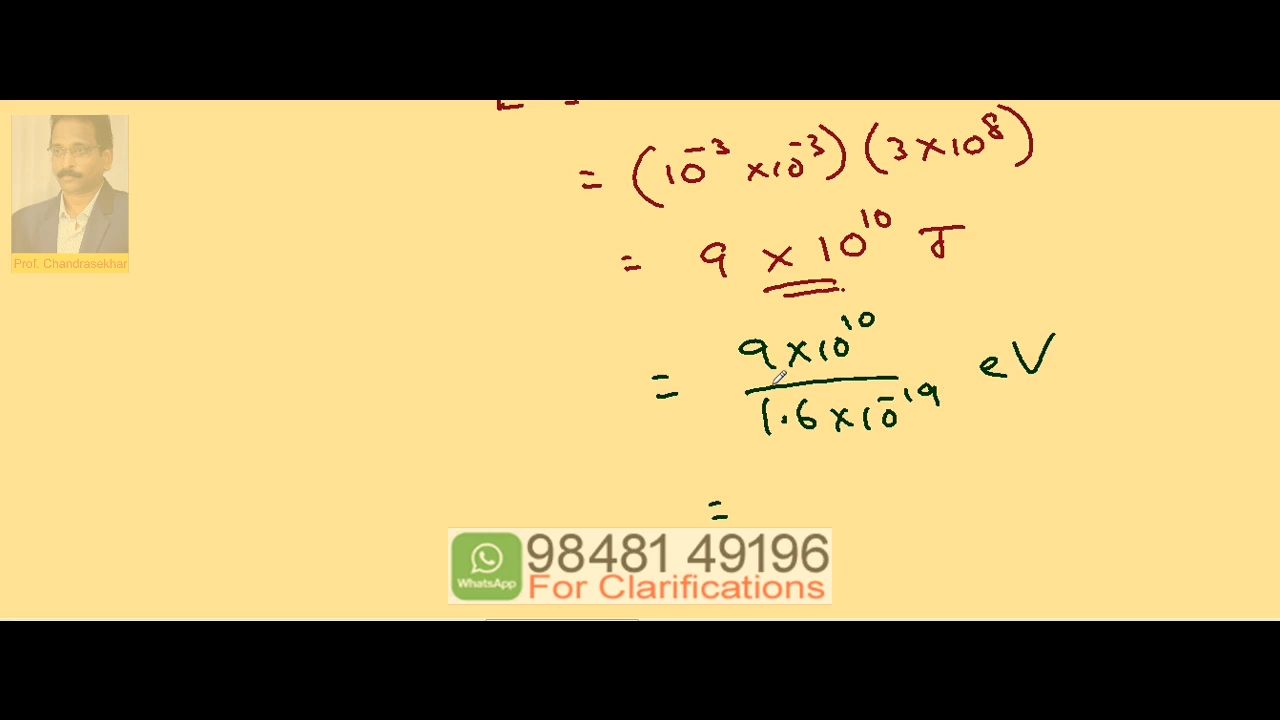 E =
= (10⁻³ × 10⁻³) (3 × 10⁸)
Prof. Chandrasekhar
= 9 × 10¹⁰ J
= 9 × 10¹⁰ / 1.6 × 10⁻¹⁹ eV
=
WhatsApp
98481 49196
For Clarifications